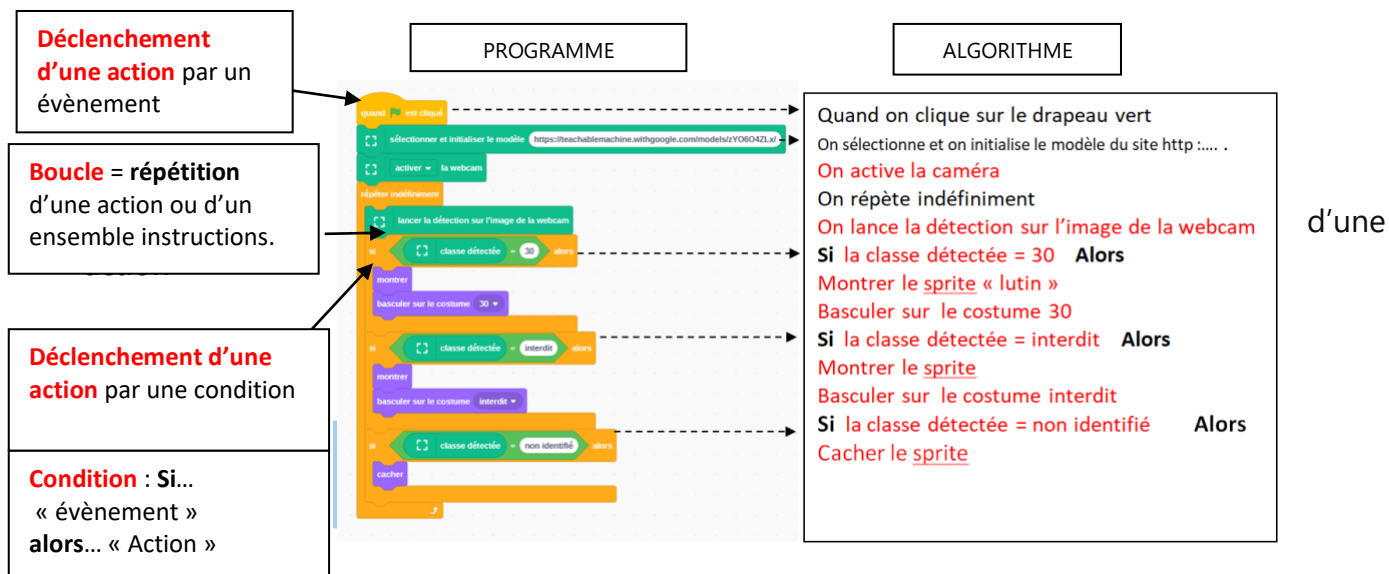 Déclenchement
d'une action par un
évènement
Boucle = répétition
d'une action ou d'un
ensemble instructions.
Déclenchement d'une
action par une condition
Condition : Si...
« évènement »
alors... « Action »
PROGRAMME
quand est cliqué
sélectionner et initialiser le modèle https://teachablemachine.withgoogle.com/models/zYO6O4ZLx/
activer la webcam
répéter indéfiniment
lancer la détection sur l'image de la webcam
si classe détectée = 30 alors
montrer
basculer sur le costume 30
si classe détectée = interdit alors
montrer
basculer sur le costume interdit
si classe détectée = non identifié alors
cacher
ALGORITHME
Quand on clique sur le drapeau vert
On sélectionne et on initialise le modèle du site http :.... .
On active la caméra
On répète indéfiniment
On lance la détection sur l'image de la webcam
Si la classe détectée = 30 Alors
Montrer le sprite « lutin »
Basculer sur le costume 30
Si la classe détectée = interdit Alors
Montrer le sprite
Basculer sur le costume interdit
Si la classe détectée = non identifié Alors
Cacher le sprite
d'une